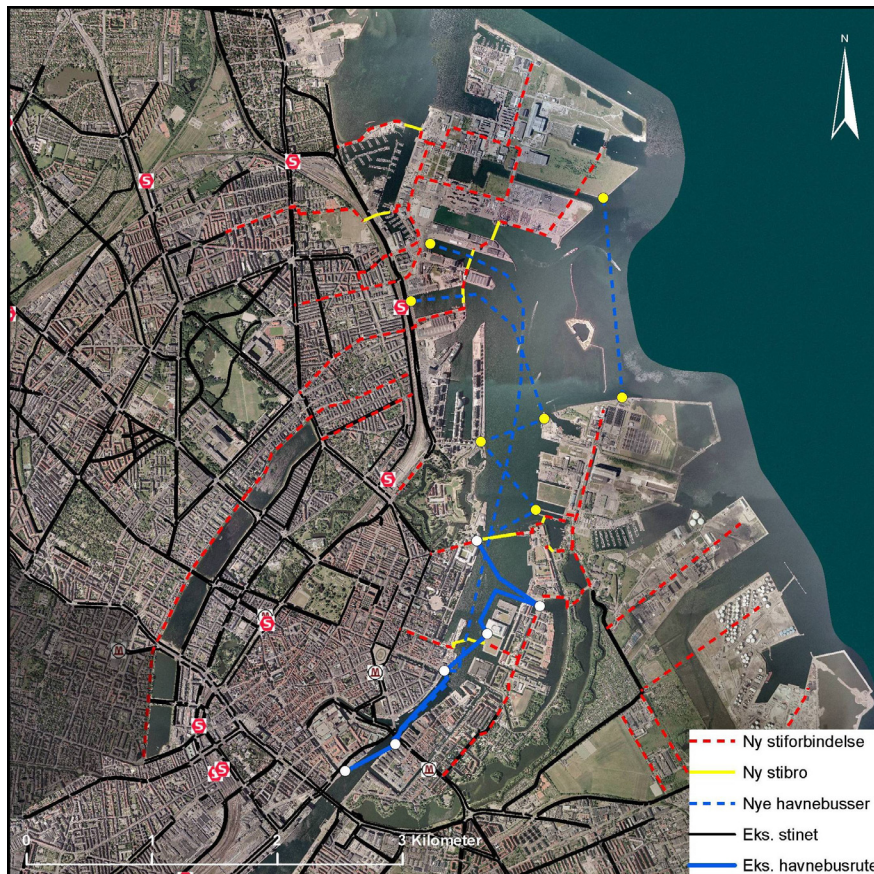 N
S
S
S
S
M
S
M
M
S
S
M
0
1
2
3 Kilometer
Ny stiforbindelse
Ny stibro
Nye havnebusser
Eks. stinet
Eks. havnebusrute